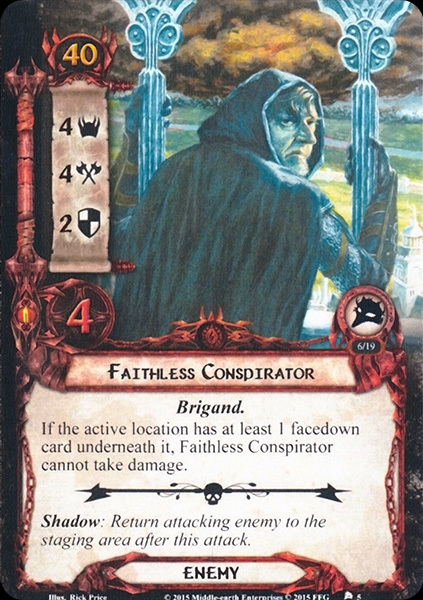 40
4
4
2
4
6/19
Faithless Conspirator
Brigand.
If the active location has at least 1 facedown
card underneath it, Faithless Conspirator
cannot take damage.
Shadow: Return attacking enemy to the
staging area after this attack.
ENEMY
Illus. Rick Price © 2015 Middle-earth Enterprises © 2015 FFG 5